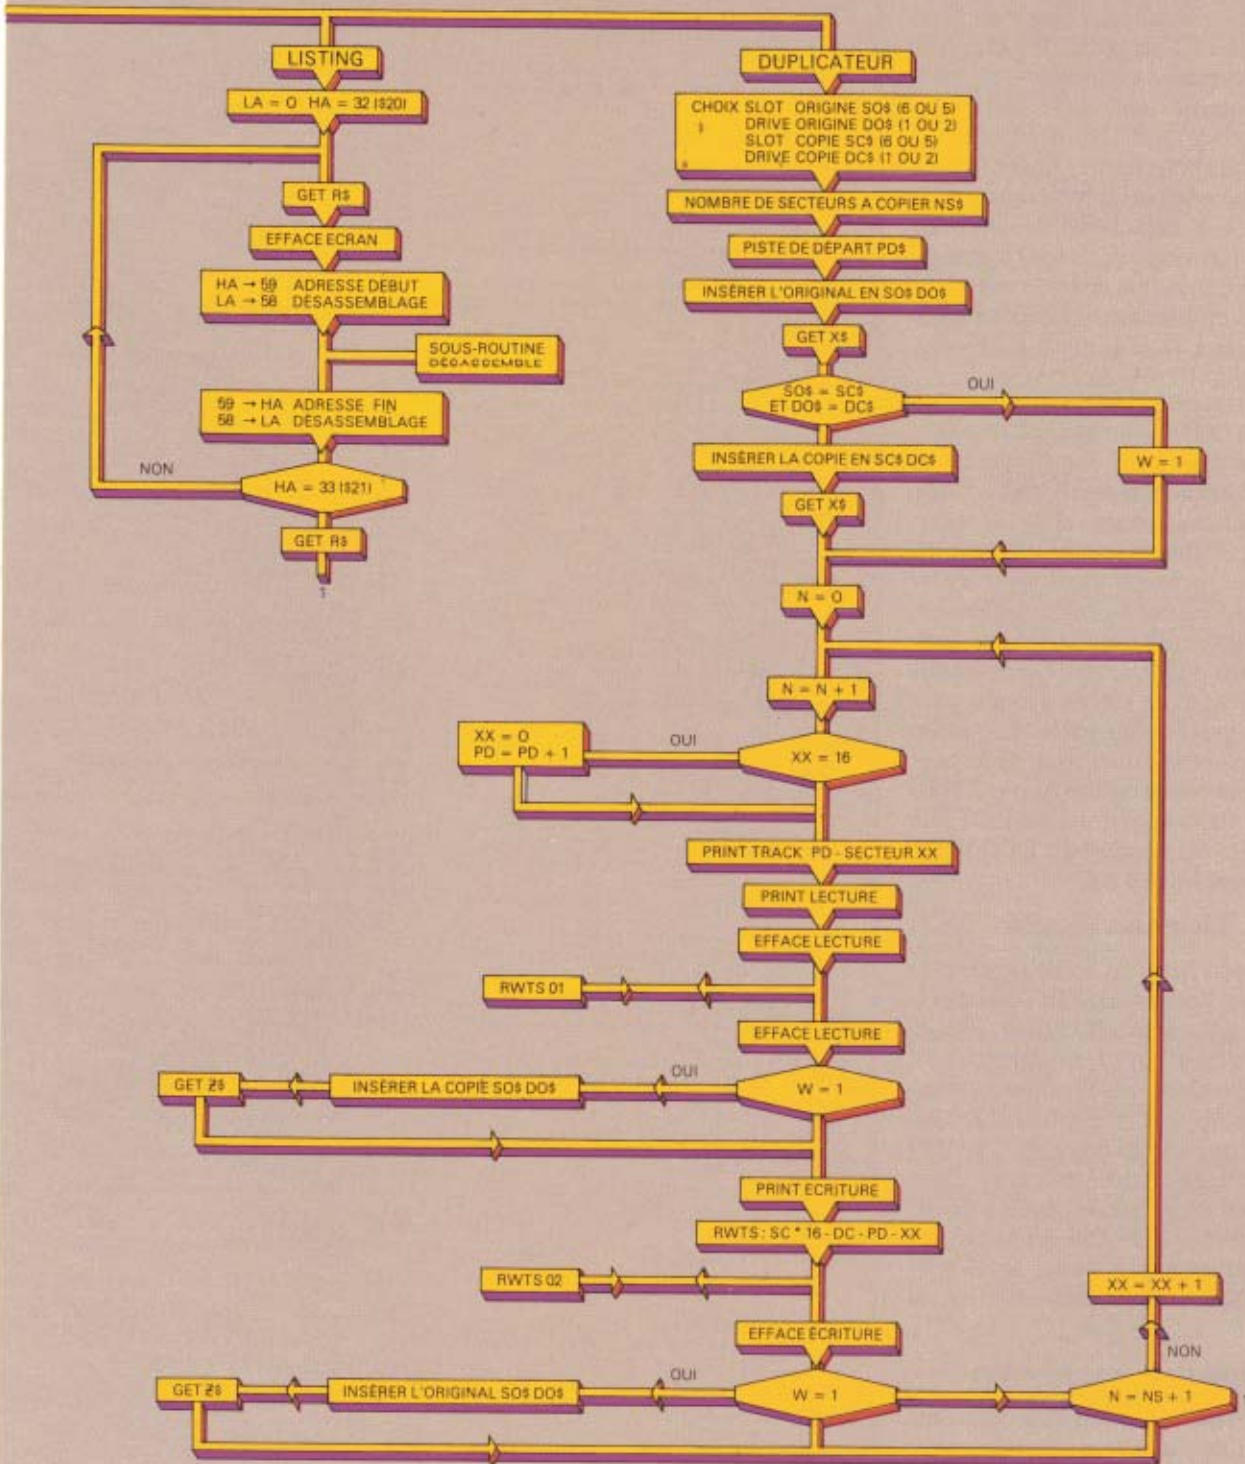 LISTING
LA = 0 HA = 32 ($20)
GET R$
EFFACE ECRAN
HA → 59 ADRESSE DÉBUT
LA → 58 DÉSASSEMBLAGE
SOUS-ROUTINE
DÉSASSEMBLE
59 → HA ADRESSE FIN
58 → LA DÉSASSEMBLAGE
NON
HA = 33 ($21)
GET R$
1
DUPLICATEUR
CHOIX SLOT ORIGINE SO$ (6 OU 5)
DRIVE ORIGINE DO$ (1 OU 2)
SLOT COPIE SC$ (6 OU 5)
DRIVE COPIE DC$ (1 OU 2)
NOMBRE DE SECTEURS A COPIER NS$
PISTE DE DÉPART PD$
INSÉRER L'ORIGINAL EN SO$ DO$
GET X$
SO$ = SC$
ET DO$ = DC$
OUI
W = 1
INSÉRER LA COPIE EN SC$ DC$
GET X$
N = 0
N = N + 1
XX = 16
OUI
XX = 0
PD = PD + 1
PRINT TRACK PD - SECTEUR XX
PRINT LECTURE
EFFACE LECTURE
RWTS 01
EFFACE LECTURE
W = 1
OUI
INSÉRER LA COPIE SO$ DO$
GET Z$
PRINT ECRITURE
RWTS : SC * 16 - DC - PD - XX
RWTS 02
EFFACE ÉCRITURE
W = 1
OUI
INSÉRER L'ORIGINAL SO$ DO$
GET Z$
N = NS + 1
NON
XX = XX + 1